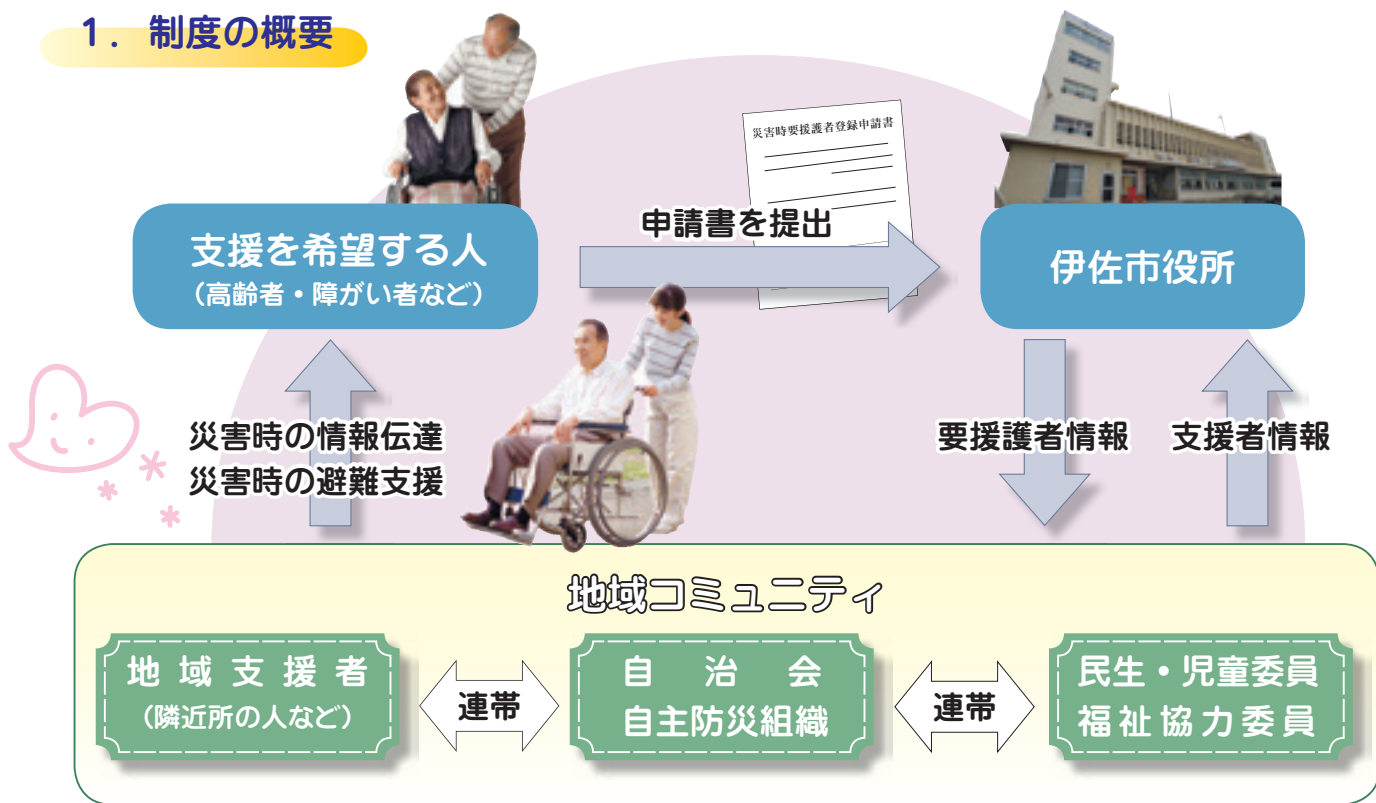 1．制度の概要
災害時要援護者登録申請書
支援を希望する人
（高齢者・障がい者など）
申請書を提出
伊佐市役所
災害時の情報伝達
災害時の避難支援
要援護者情報
支援者情報
地域コミュニティ
地域支援者
（隣近所の人など）
連帯
自治会
自主防災組織
連帯
民生・児童委員
福祉協力委員